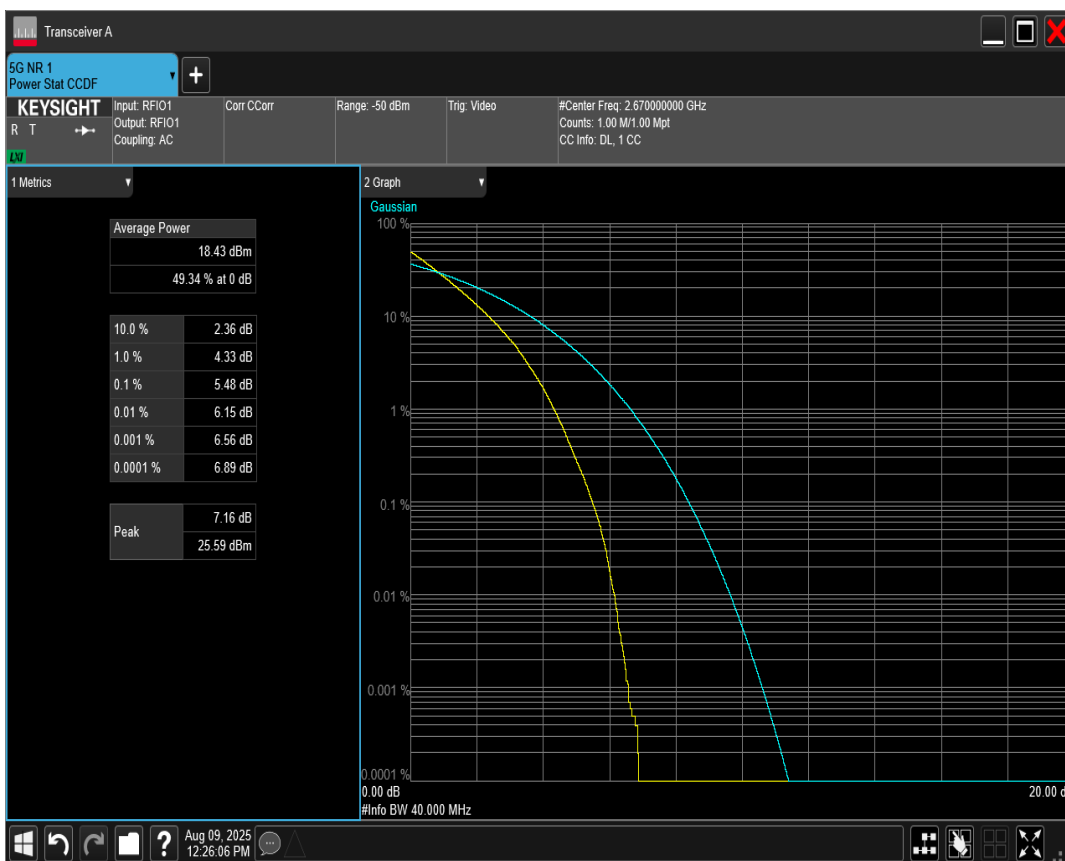 Transceiver A
5G NR 1
Power Stat CCDF
KEYSIGHT
R T
LXI
Input: RFIO1
Output: RFIO1
Coupling: AC
Corr CCorr
Range: -50 dBm
Trig: Video
#Center Freq: 2.670000000 GHz
Counts: 1.00 M/1.00 Mpt
CC Info: DL, 1 CC
1 Metrics
Average Power
18.43 dBm
49.34 % at 0 dB
10.0 % 2.36 dB
1.0 % 4.33 dB
0.1 % 5.48 dB
0.01 % 6.15 dB
0.001 % 6.56 dB
0.0001 % 6.89 dB
Peak 7.16 dB
25.59 dBm
2 Graph
Gaussian
100 %
10 %
1 %
0.1 %
0.01 %
0.001 %
0.0001 %
0.00 dB 20.00 d
#Info BW 40.000 MHz
Aug 09, 2025
12:26:06 PM